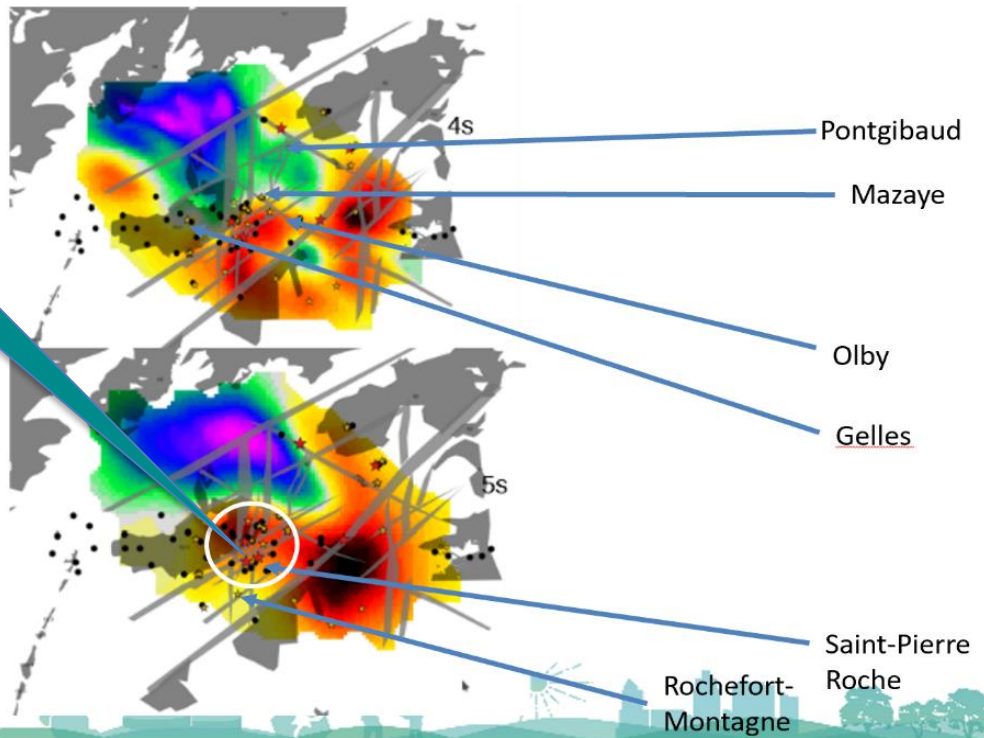 4s
Pontgibaud
Mazaye
Olby
Gelles
5s
Saint-Pierre
Roche
Rochefort-
Montagne